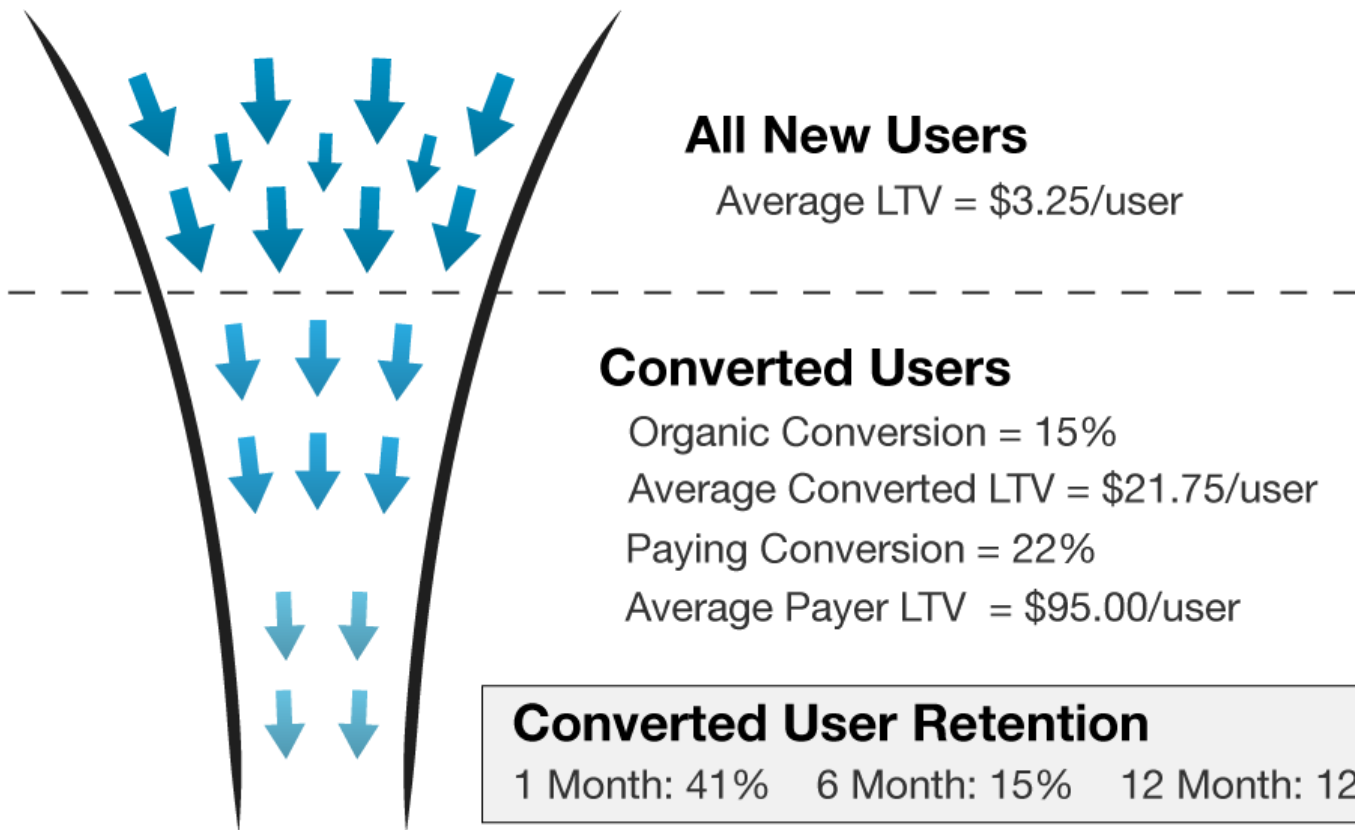 All New Users
Average LTV = $3.25/user
Converted Users
Organic Conversion = 15%
Average Converted LTV = $21.75/user
Paying Conversion = 22%
Average Payer LTV = $95.00/user
Converted User Retention
1 Month: 41% 6 Month: 15% 12 Month: 12